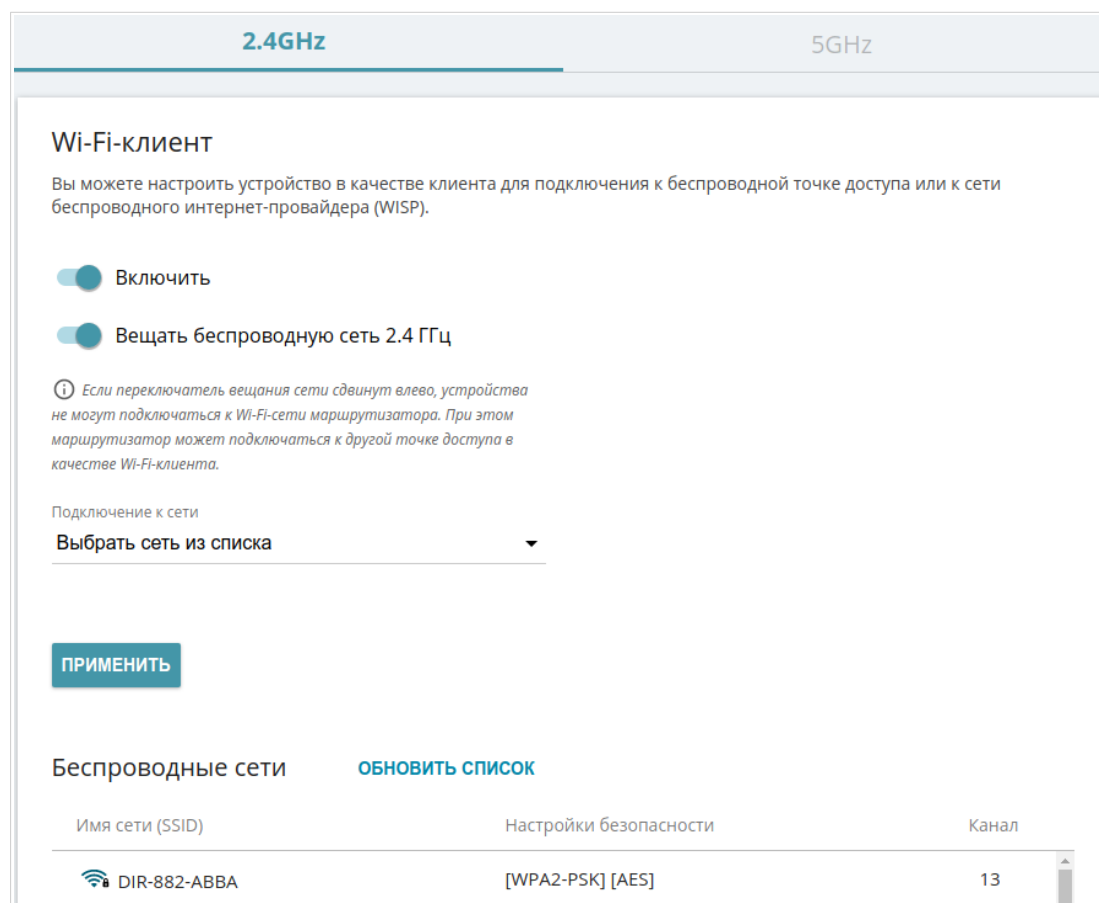 2.4GHz 5GHz
Wi-Fi-клиент
Вы можете настроить устройство в качестве клиента для подключения к беспроводной точке доступа или к сети
беспроводного интернет-провайдера (WISP).
Включить
Вещать беспроводную сеть 2.4 ГГц
Если переключатель вещания сети сдвинут влево, устройства
не могут подключаться к Wi-Fi-сети маршрутизатора. При этом
маршрутизатор может подключаться к другой точке доступа в
качестве Wi-Fi-клиента.
Подключение к сети
Выбрать сеть из списка
ПРИМЕНИТЬ
Беспроводные сети ОБНОВИТЬ СПИСОК
Имя сети (SSID) Настройки безопасности Канал
DIR-882-ABBA [WPA2-PSK] [AES] 13